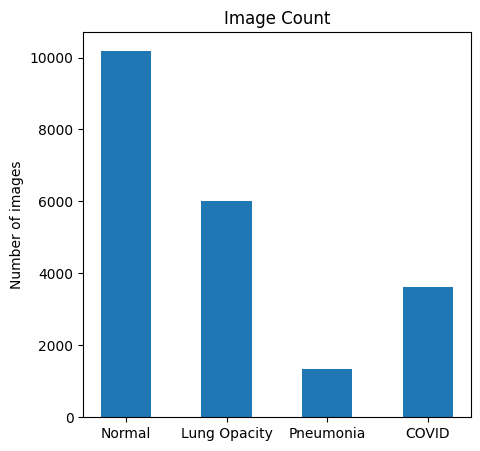 Image Count
Number of images
10000
8000
6000
4000
2000
0
Normal
Lung Opacity
Pneumonia
COVID